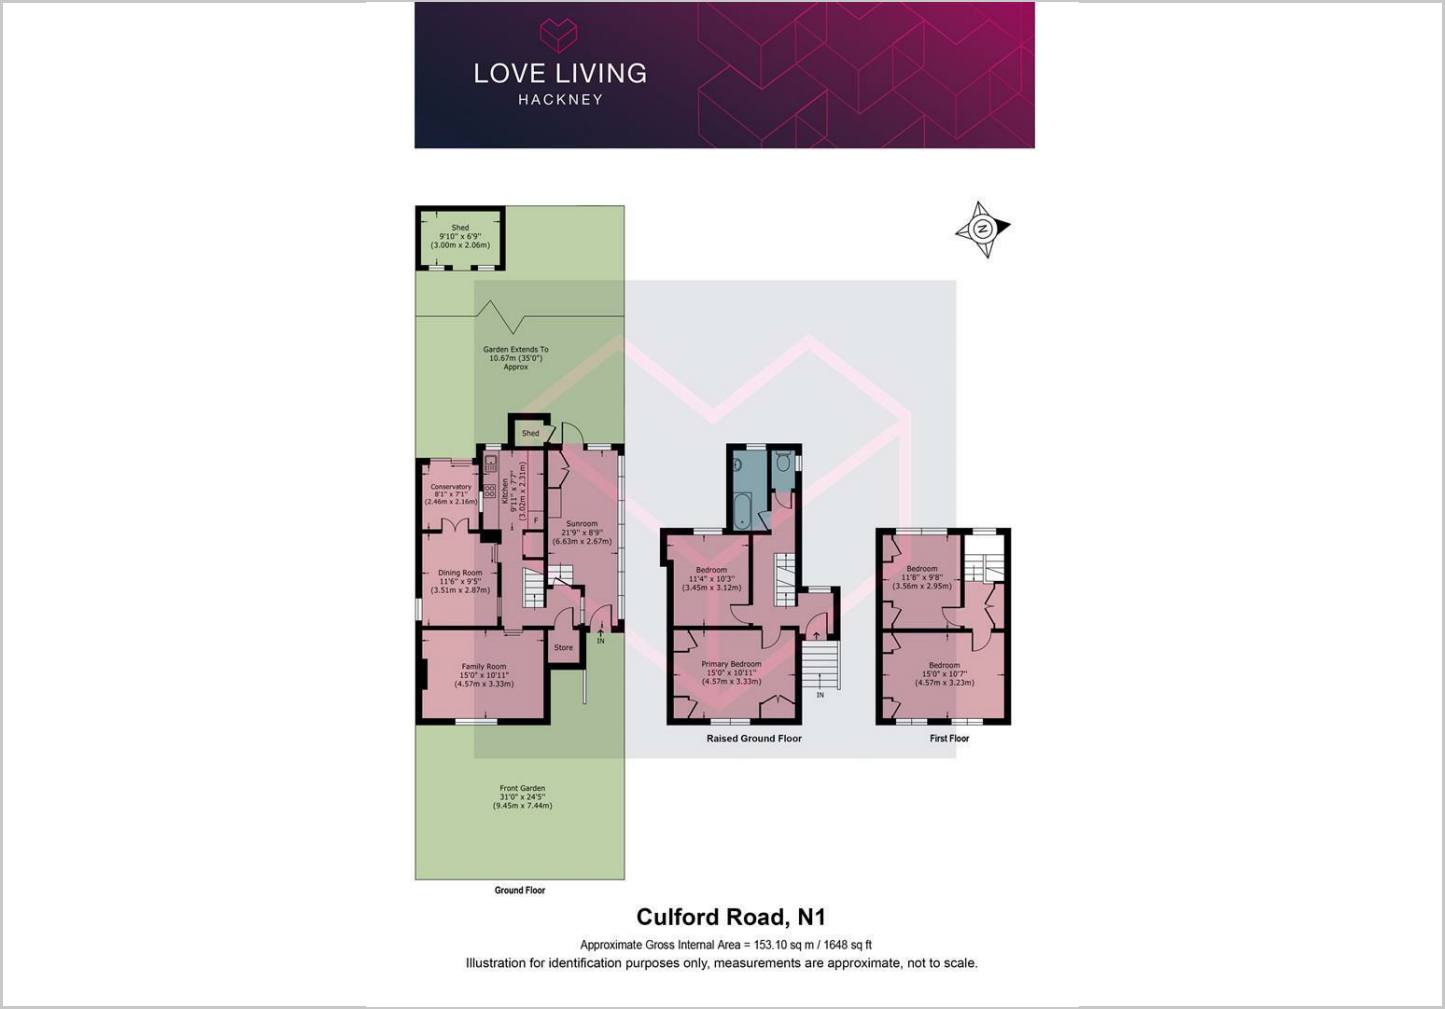 LOVE LIVING
HACKNEY
Shed
9'10" x 6'9"
(3.00m x 2.06m)
N
Garden Extends To
10.67m (35'0")
Approx
Shed
Conservatory
8'1" x 7'1"
(2.46m x 2.16m)
Kitchen
9'11" x 7'7"
(3.02m x 2.31m)
F
Sunroom
21'9" x 8'9"
(6.63m x 2.67m)
Dining Room
11'6" x 9'5"
(3.51m x 2.87m)
IN
Store
Family Room
15'0" x 10'11"
(4.57m x 3.33m)
Bedroom
11'4" x 10'3"
(3.45m x 3.12m)
Primary Bedroom
15'0" x 10'11"
(4.57m x 3.33m)
IN
Raised Ground Floor
Bedroom
11'8" x 9'8"
(3.56m x 2.95m)
Bedroom
15'0" x 10'7"
(4.57m x 3.23m)
First Floor
Front Garden
31'0" x 24'5"
(9.45m x 7.44m)
Ground Floor
Culford Road, N1
Approximate Gross Internal Area = 153.10 sq m / 1648 sq ft
Illustration for identification purposes only, measurements are approximate, not to scale.